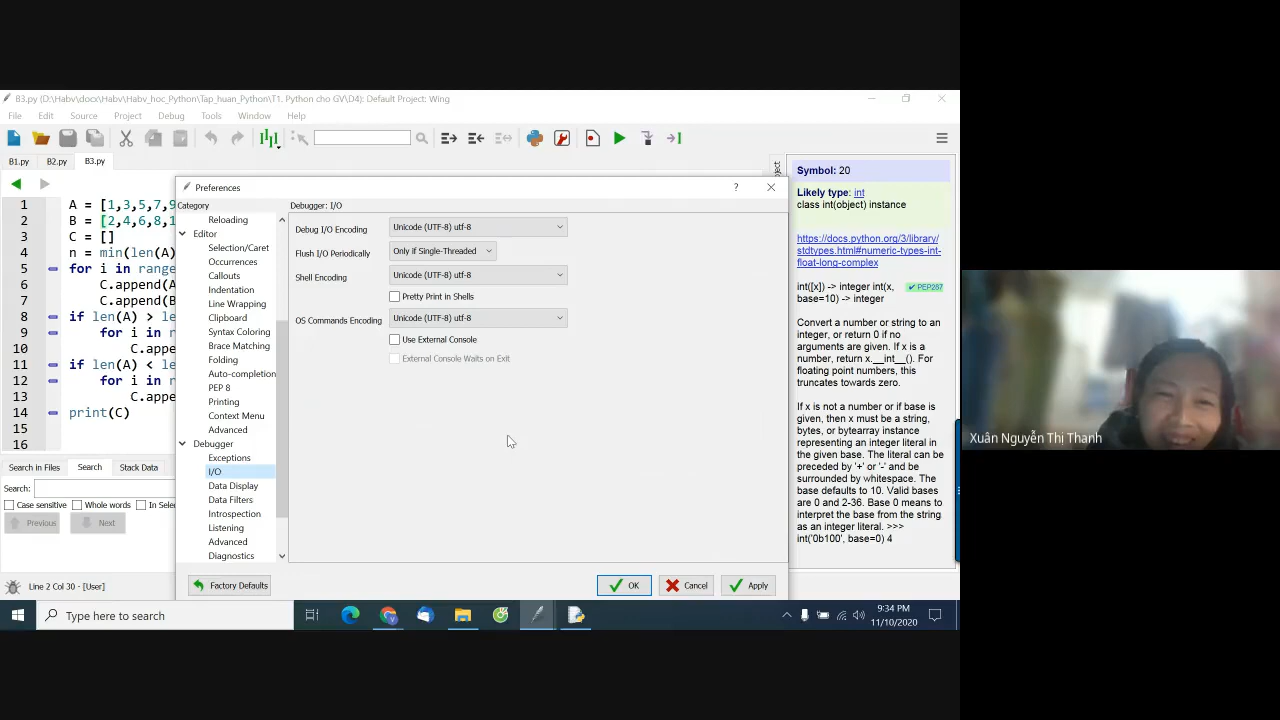 B3.py (D:\Habv\docx\Habv\Habv_hoc_Python\Tap_huan_Python\T1, Python cho GV\D4): Default Project: Wing
File Edit Source Project Debug Tools Window Help
B1.py B2.py B3.py
1 A = [1,3,5,7,9
2 B = [2,4,6,8,1
3 C = []
4 n = min(len(A)
5 for i in range
6 C.append(A
7 C.append(B
8 if len(A) > le
9 for i in r
10 C.appe
11 if len(A) < le
12 for i in r
13 C.appe
14 print(C)
15
16
Search in Files Search Stack Data
Search:
Case sensitive Whole words In Selec
Previous Next
Line 2 Col 30 - [User]
Preferences
?
Category
Reloading
Editor
Selection/Caret
Occurrences
Callouts
Indentation
Line Wrapping
Clipboard
Syntax Coloring
Brace Matching
Folding
Auto-completion
PEP 8
Printing
Context Menu
Advanced
Debugger
Exceptions
I/O
Data Display
Data Filters
Introspection
Listening
Advanced
Diagnostics
Debugger: I/O
Debug I/O Encoding Unicode (UTF-8) utf-8
Flush I/O Periodically Only if Single-Threaded
Shell Encoding Unicode (UTF-8) utf-8
Pretty Print in Shells
OS Commands Encoding Unicode (UTF-8) utf-8
Use External Console
External Console Waits on Exit
Factory Defaults OK Cancel Apply
Project
Symbol: 20
Likely type: int
class int(object) instance
https://docs.python.org/3/library/
stdtypes.html#numeric-types-int-
float-long-complex
int([x]) -> integer int(x, ✔ PEP287
base=10) -> integer
Convert a number or string to an
integer, or return 0 if no
arguments are given. If x is a
number, return x.__int__(). For
floating point numbers, this
truncates towards zero.
If x is not a number or if base is
given, then x must be a string,
bytes, or bytearray instance
representing an integer literal in
the given base. The literal can be
preceded by '+' or '-' and be
surrounded by whitespace. The
base defaults to 10. Valid bases
are 0 and 2-36. Base 0 means to
interpret the base from the string
as an integer literal. >>>
int('0b100', base=0) 4
Xuân Nguyễn Thị Thanh
Type here to search
9:34 PM
11/10/2020